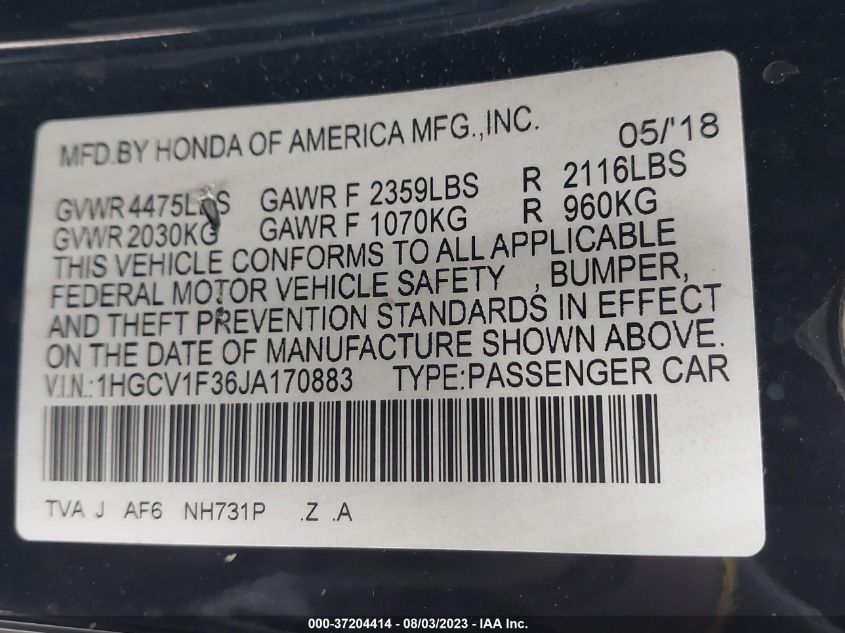 MFD.BY HONDA OF AMERICA MFG.,INC. 05/'18
GVWR 4475LBS GAWR F 2359LBS R 2116LBS
GVWR 2030KG GAWR F 1070KG R 960KG
THIS VEHICLE CONFORMS TO ALL APPLICABLE
FEDERAL MOTOR VEHICLE SAFETY , BUMPER,
AND THEFT PREVENTION STANDARDS IN EFFECT
ON THE DATE OF MANUFACTURE SHOWN ABOVE.
V.I.N.:1HGCV1F36JA170883 TYPE:PASSENGER CAR
TVA J AF6 NH731P .Z .A
000-37204414 - 08/03/2023 - IAA Inc.